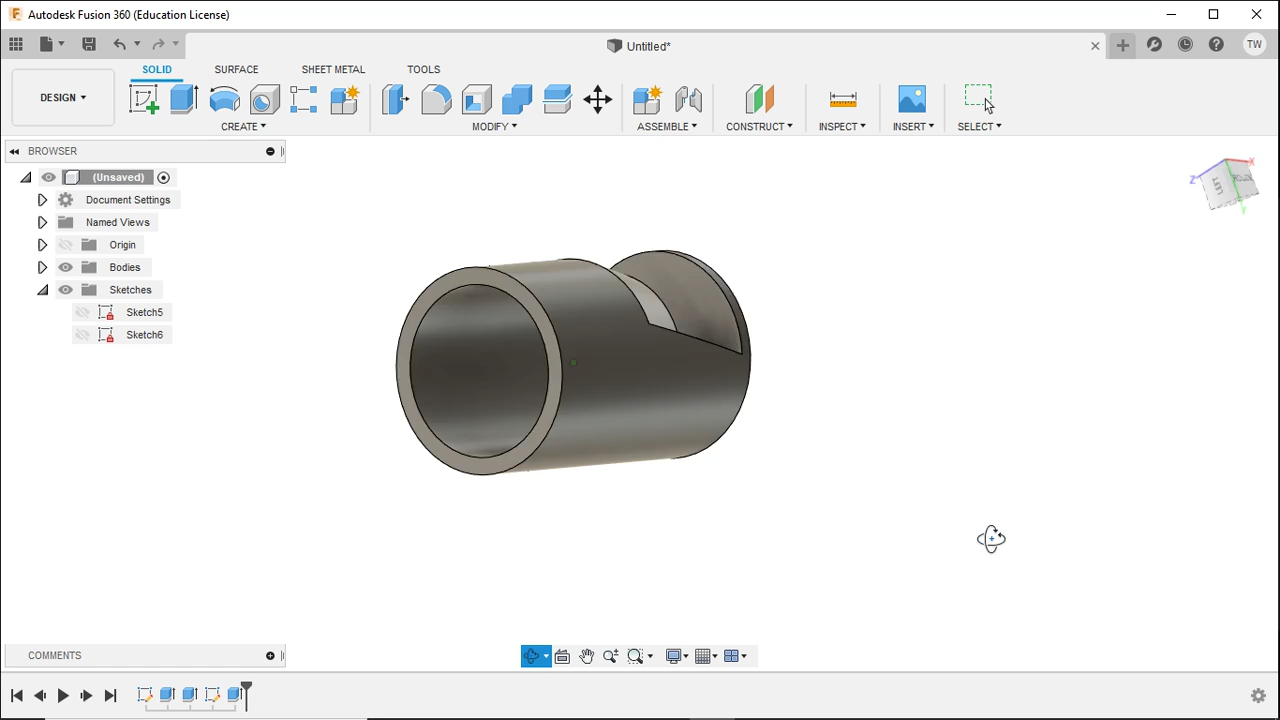 Autodesk Fusion 360 (Education License)
Untitled*
TW
SOLID SURFACE SHEET METAL TOOLS
DESIGN
CREATE MODIFY ASSEMBLE CONSTRUCT INSPECT INSERT SELECT
BROWSER
(Unsaved)
Document Settings
Named Views
Origin
Bodies
Sketches
Sketch5
Sketch6
X
Z
Y
LEFT
COMMENTS